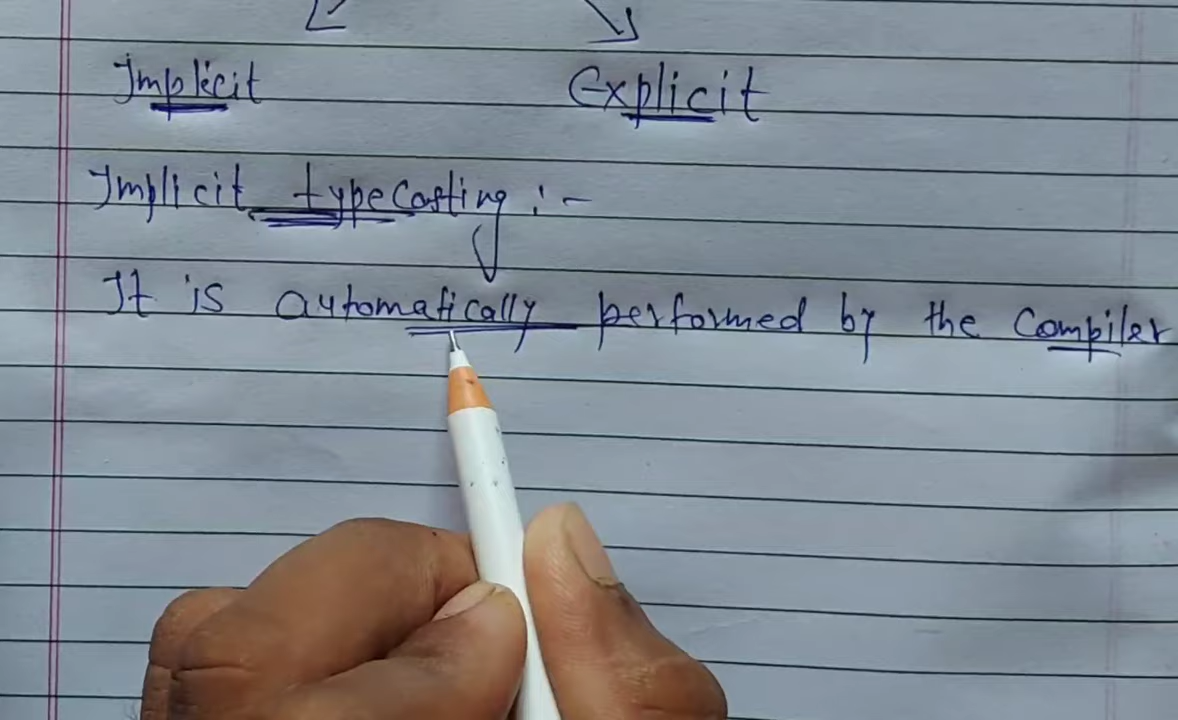 Implicit Explicit
Implicit typecasting :-
It is automatically performed by the Compiler